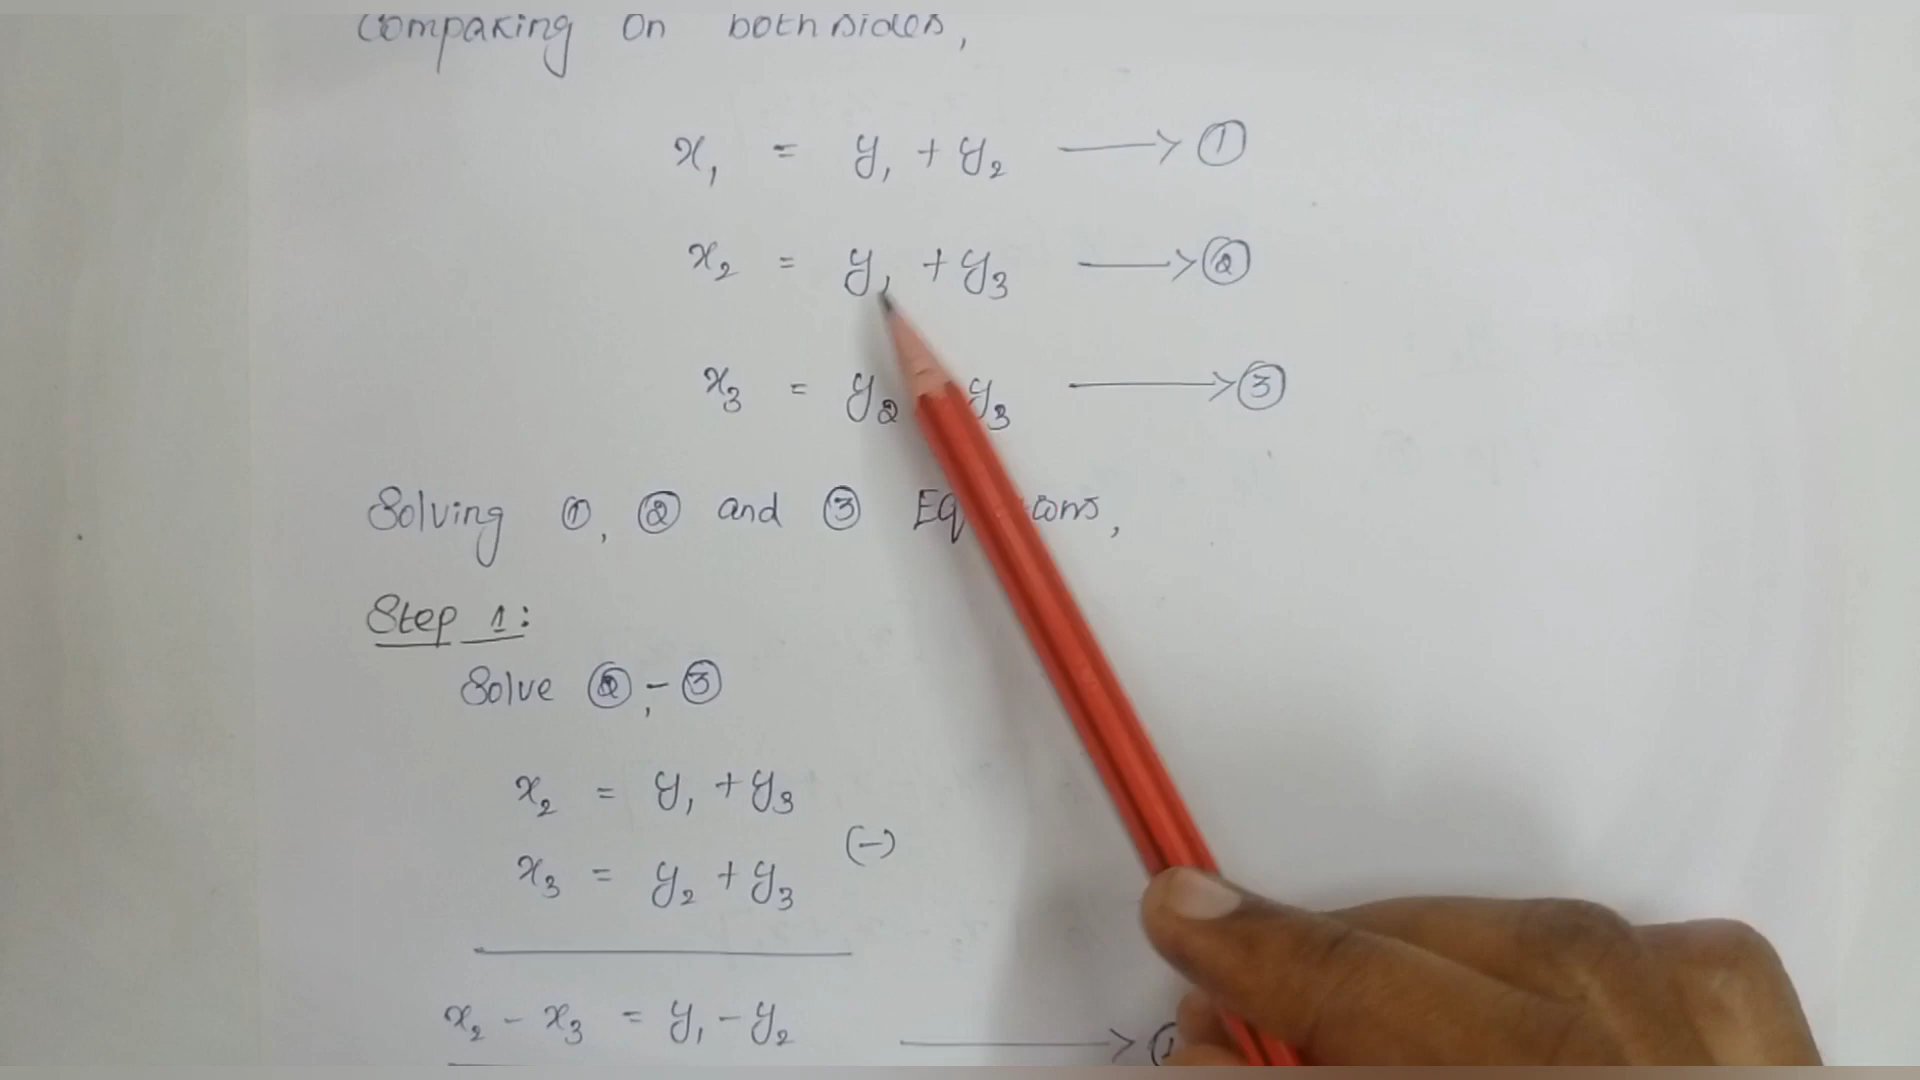 Comparing on both sides,
x₁ = y₁ + y₂ ⟶ ①
x₂ = y₁ + y₃ ⟶ ②
x₃ = y₂ y₃ ⟶ ③
Solving ①, ② and ③
Step 1:
Solve ②, - ③
x₂ = y₁ + y₃
(-)
x₃ = y₂ + y₃
x₂ - x₃ = y₁ - y₂ ⟶